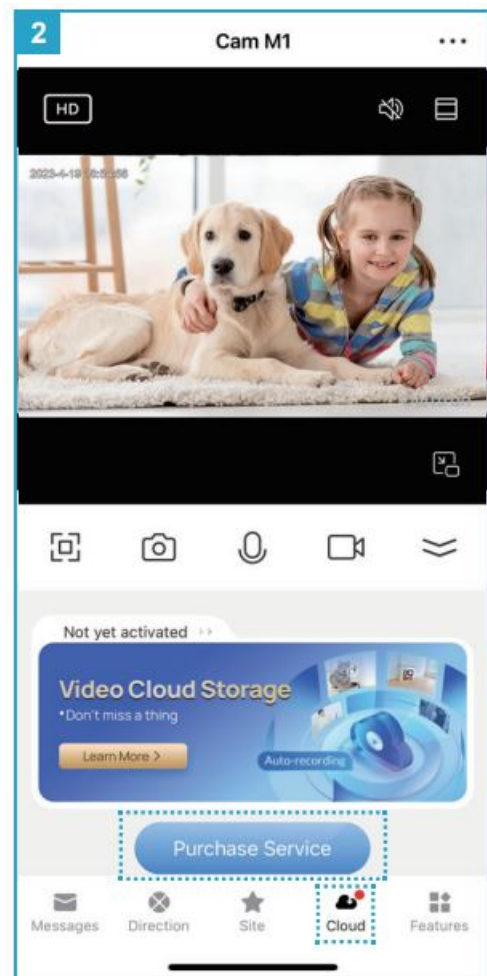 2
Cam M1
HD
Not yet activated
Video Cloud Storage
*Don't miss a thing
Learn More >
Auto-recording
Purchase Service
Messages
Direction
Site
Cloud
Features